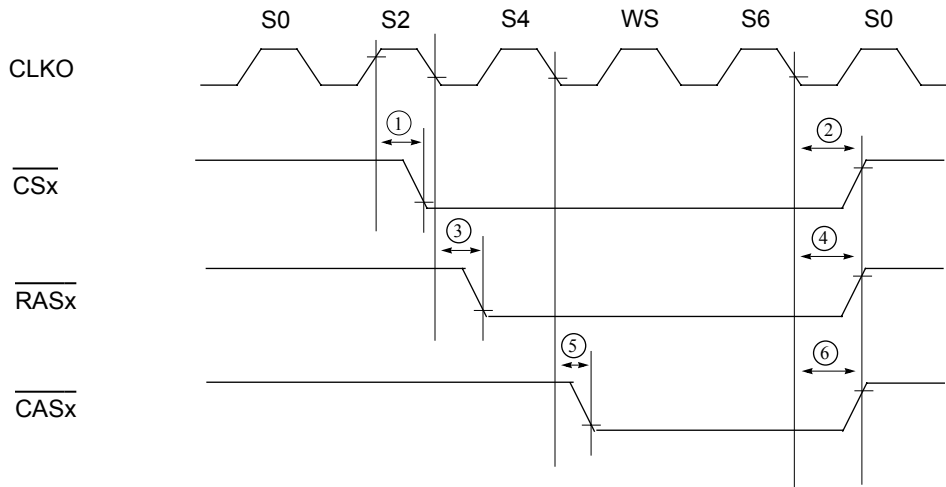 S0 S2 S4 WS S6 S0
CLKO
① ②
CSx
③ ④
RASx
⑤ ⑥
CASx